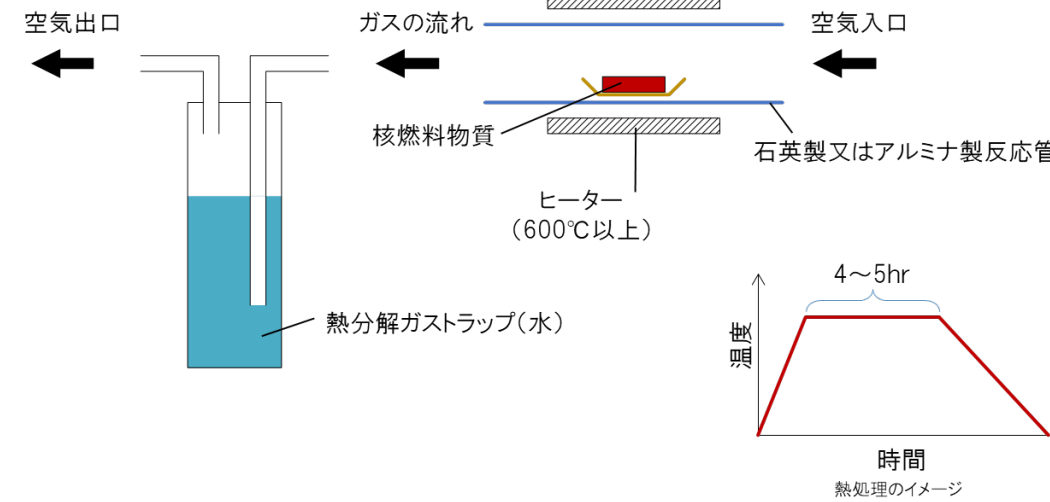 空気出口
ガスの流れ
空気入口
核燃料物質
石英製又はアルミナ製反応管
ヒーター
（600℃以上）
熱分解ガストラップ（水）
4～5hr
温度
時間
熱処理のイメージ